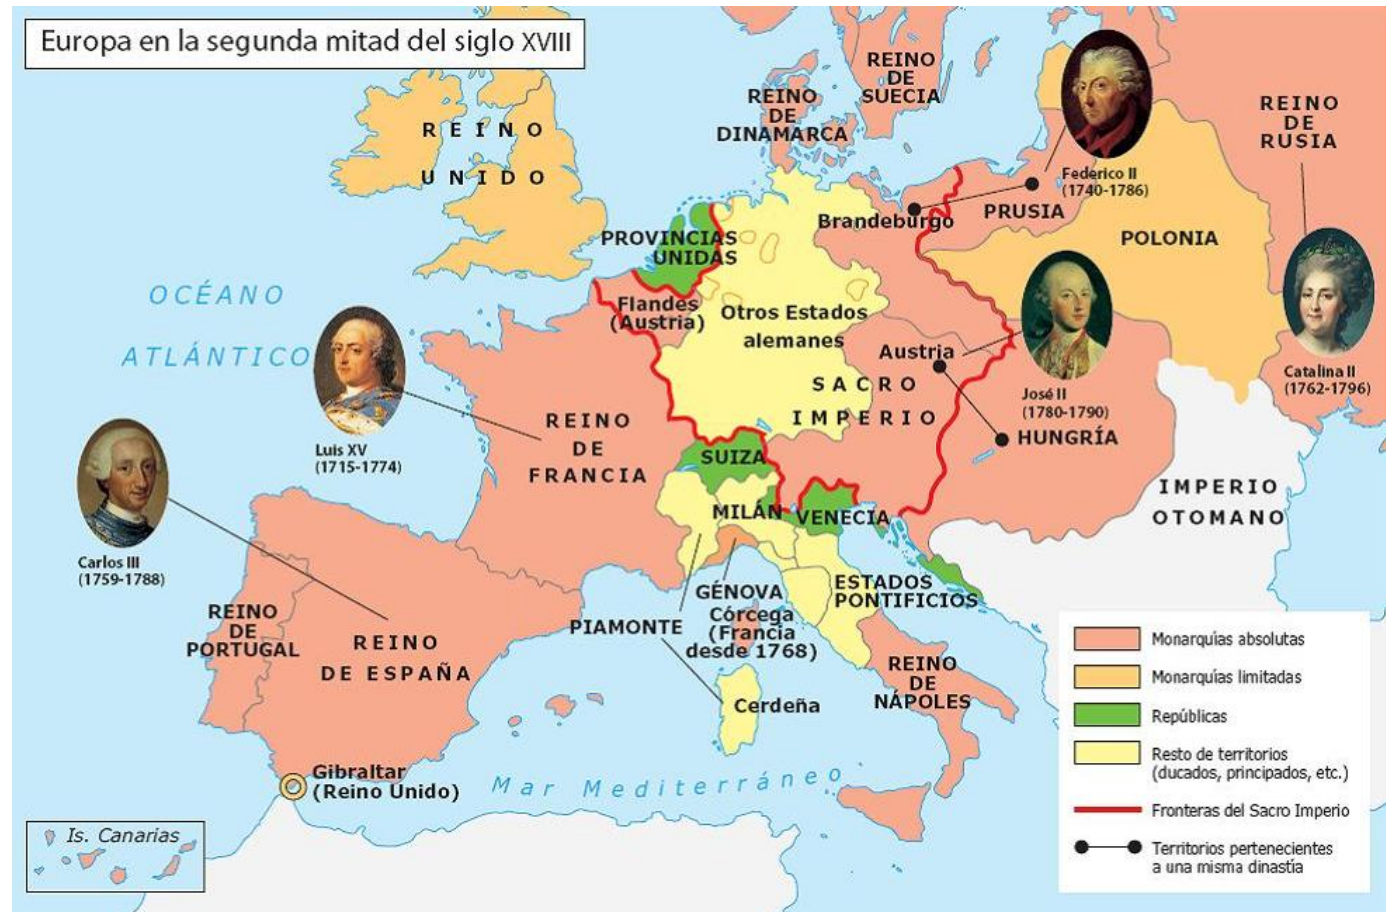 Europa en la segunda mitad del siglo XVIII
REINO
UNIDO
REINO
DE
DINAMARCA
REINO
DE
SUECIA
REINO
DE
RUSIA
Federico II
(1740-1786)
PRUSIA
Brandeburgo
POLONIA
PROVINCIAS
UNIDAS
OCÉANO
ATLÁNTICO
Flandes
(Austria)
Otros Estados
alemanes
Austria
SACRO
IMPERIO
José II
(1780-1790)
HUNGRÍA
Catalina II
(1762-1796)
Luis XV
(1715-1774)
REINO
DE
FRANCIA
SUIZA
MILÁN
VENECIA
IMPERIO
OTOMANO
Carlos III
(1759-1788)
GÉNOVA
Córcega
(Francia
desde 1768)
ESTADOS
PONTIFICIOS
PIAMONTE
REINO
DE
PORTUGAL
REINO
DE ESPAÑA
REINO
DE
NÁPOLES
Cerdeña
Gibraltar
(Reino Unido)
Mar Mediterráneo
Is. Canarias
Monarquías absolutas
Monarquías limitadas
Repúblicas
Resto de territorios
(ducados, principados, etc.)
Fronteras del Sacro Imperio
Territorios pertenecientes
a una misma dinastía